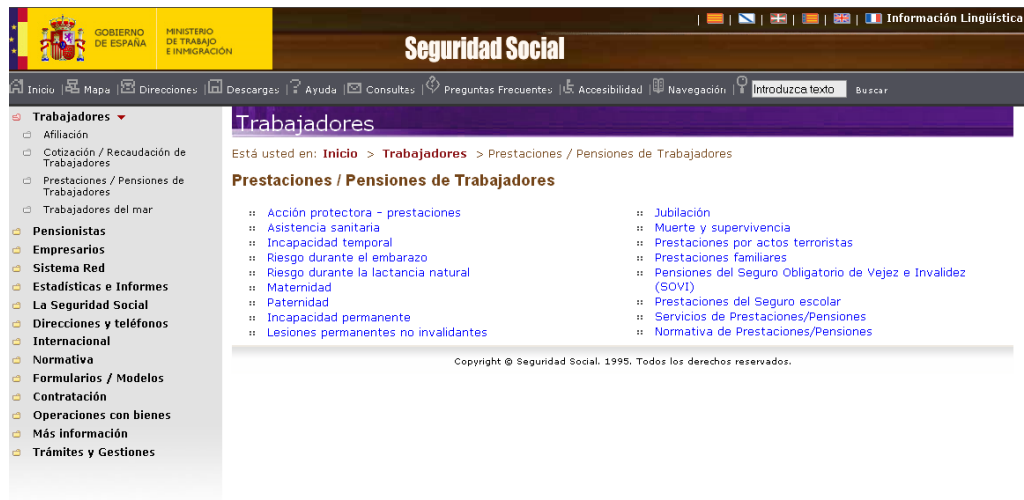 GOBIERNO
DE ESPAÑA
MINISTERIO
DE TRABAJO
E INMIGRACIÓN
Información Lingüística
Seguridad Social
Inicio
Mapa
Direcciones
Descargas
Ayuda
Consultas
Preguntas Frecuentes
Accesibilidad
Navegación
Introduzca texto
Buscar
Trabajadores
Afiliación
Cotización / Recaudación de
Trabajadores
Prestaciones / Pensiones de
Trabajadores
Trabajadores del mar
Pensionistas
Empresarios
Sistema Red
Estadísticas e Informes
La Seguridad Social
Direcciones y teléfonos
Internacional
Normativa
Formularios / Modelos
Contratación
Operaciones con bienes
Más información
Trámites y Gestiones
Trabajadores
Está usted en: Inicio > Trabajadores > Prestaciones / Pensiones de Trabajadores
Prestaciones / Pensiones de Trabajadores
Acción protectora - prestaciones
Asistencia sanitaria
Incapacidad temporal
Riesgo durante el embarazo
Riesgo durante la lactancia natural
Maternidad
Paternidad
Incapacidad permanente
Lesiones permanentes no invalidantes
Jubilación
Muerte y supervivencia
Prestaciones por actos terroristas
Prestaciones familiares
Pensiones del Seguro Obligatorio de Vejez e Invalidez
(SOVI)
Prestaciones del Seguro escolar
Servicios de Prestaciones/Pensiones
Normativa de Prestaciones/Pensiones
Copyright © Seguridad Social. 1995. Todos los derechos reservados.